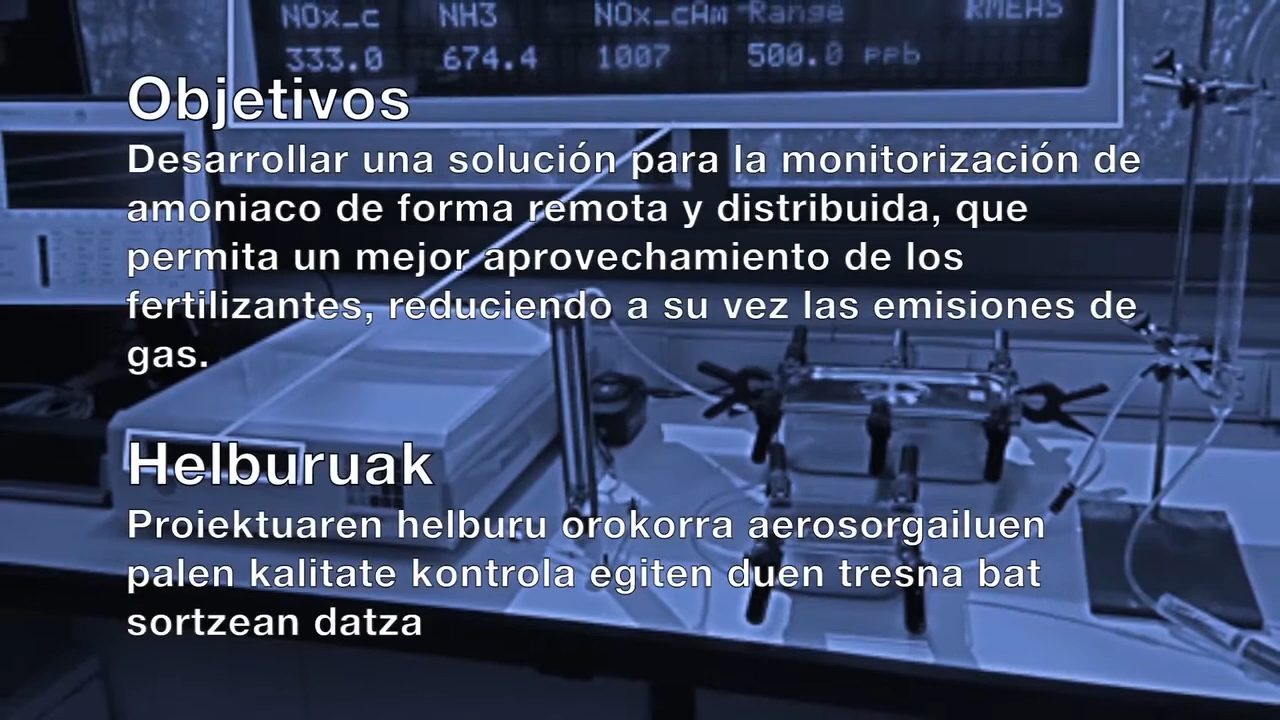 NOx_c NH3 NOx_cAm Range RMEAS
333.0 674.4 1007 500.0 ppb
Objetivos
Desarrollar una solución para la monitorización de
amoniaco de forma remota y distribuida, que
permita un mejor aprovechamiento de los
fertilizantes, reduciendo a su vez las emisiones de
gas.
Helburuak
Proiektuaren helburu orokorra aerosorgailuen
palen kalitate kontrola egiten duen tresna bat
sortzean datza